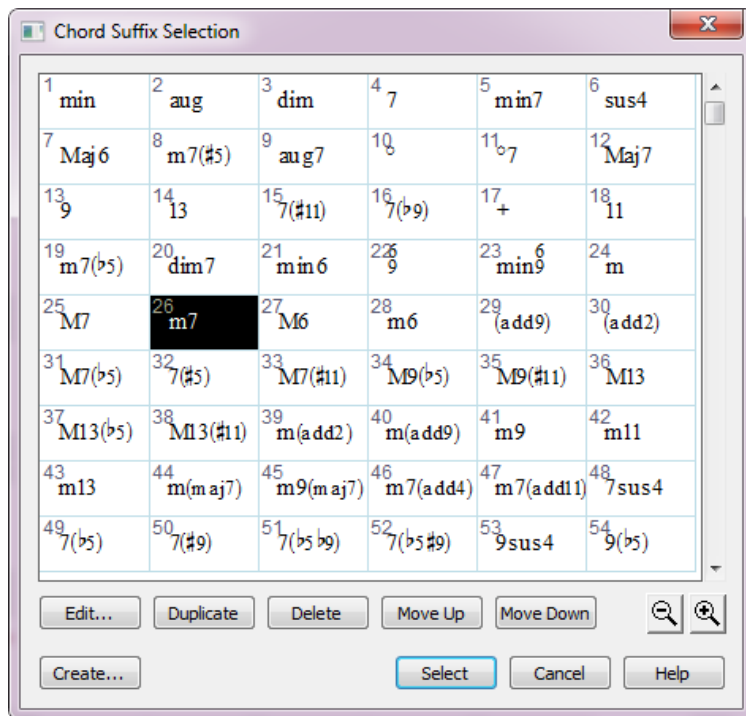 Chord Suffix Selection
1 min 2 aug 3 dim 4 7 5 min7 6 sus4
7 Maj6 8 m7(♯5) 9 aug7 10 ° 11 °7 12 Maj7
13 9 14 13 15 7(♯11) 16 7(♭9) 17 + 18 11
19 m7(♭5) 20 dim7 21 min6 22 6/9 23 min6/9 24 m
25 M7 26 m7 27 M6 28 m6 29 (add9) 30 (add2)
31 M7(♭5) 32 7(♯5) 33 M7(♯11) 34 M9(♭5) 35 M9(♯11) 36 M13
37 M13(♭5) 38 M13(♯11) 39 m(add2) 40 m(add9) 41 m9 42 m11
43 m13 44 m(maj7) 45 m9(maj7) 46 m7(add4) 47 m7(add11) 48 7sus4
49 7(♭5) 50 7(♯9) 51 7(♭5♭9) 52 7(♭5♯9) 53 9sus4 54 9(♭5)
Edit... Duplicate Delete Move Up Move Down
Create... Select Cancel Help